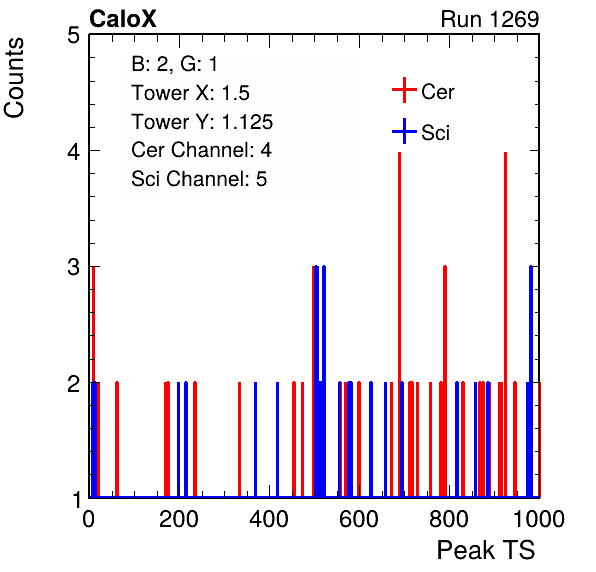 CaloX Run 1269
Counts
B: 2, G: 1
Tower X: 1.5
Tower Y: 1.125
Cer Channel: 4
Sci Channel: 5
Cer
Sci
5
4
3
2
1
0 200 400 600 800 1000
Peak TS